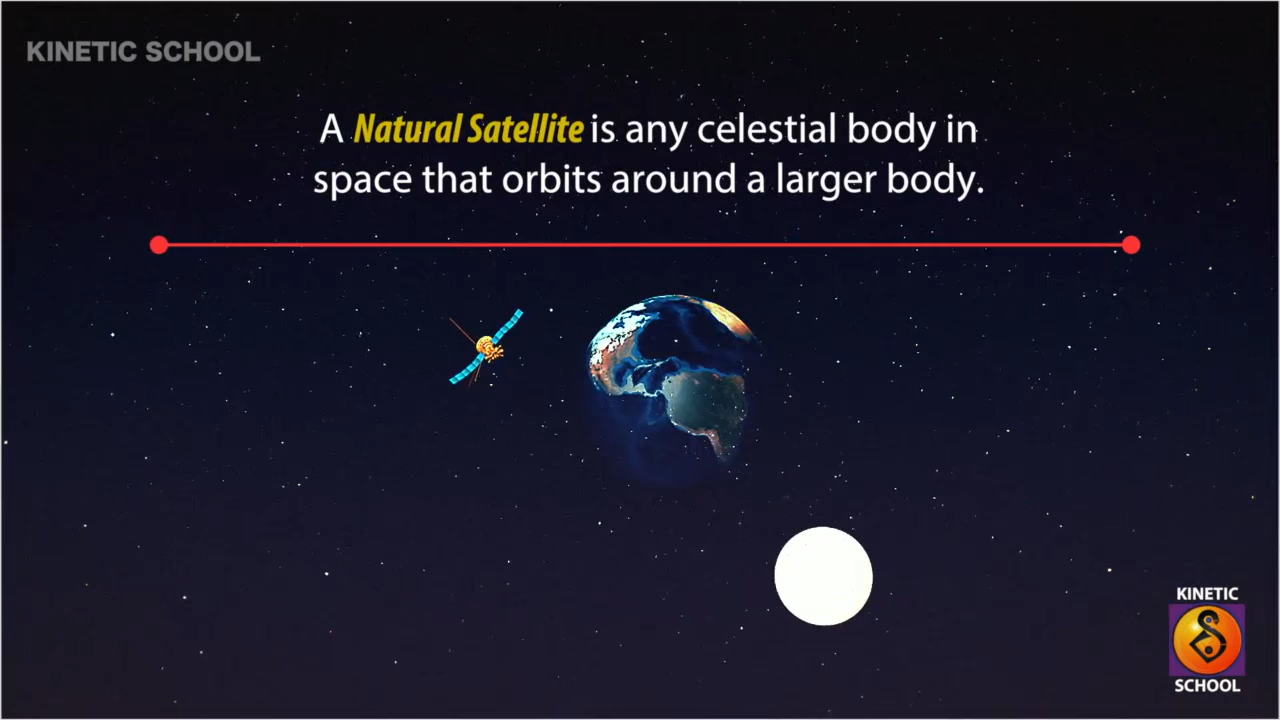 KINETIC SCHOOL
A Natural Satellite is any celestial body in
space that orbits around a larger body.
KINETIC
SCHOOL